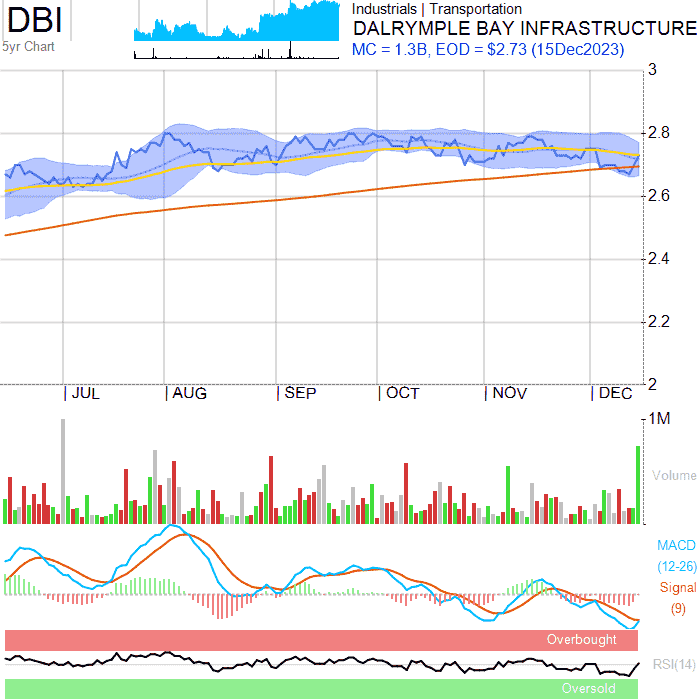 DBI
5yr Chart
Industrials | Transportation
DALRYMPLE BAY INFRASTRUCTURE
MC = 1.3B, EOD = $2.73 (15Dec2023)
3
2.8
2.6
2.4
2.2
2
JUL AUG SEP OCT NOV DEC
1M
Volume
MACD
(12-26)
Signal
(9)
Overbought
RSI(14)
Oversold